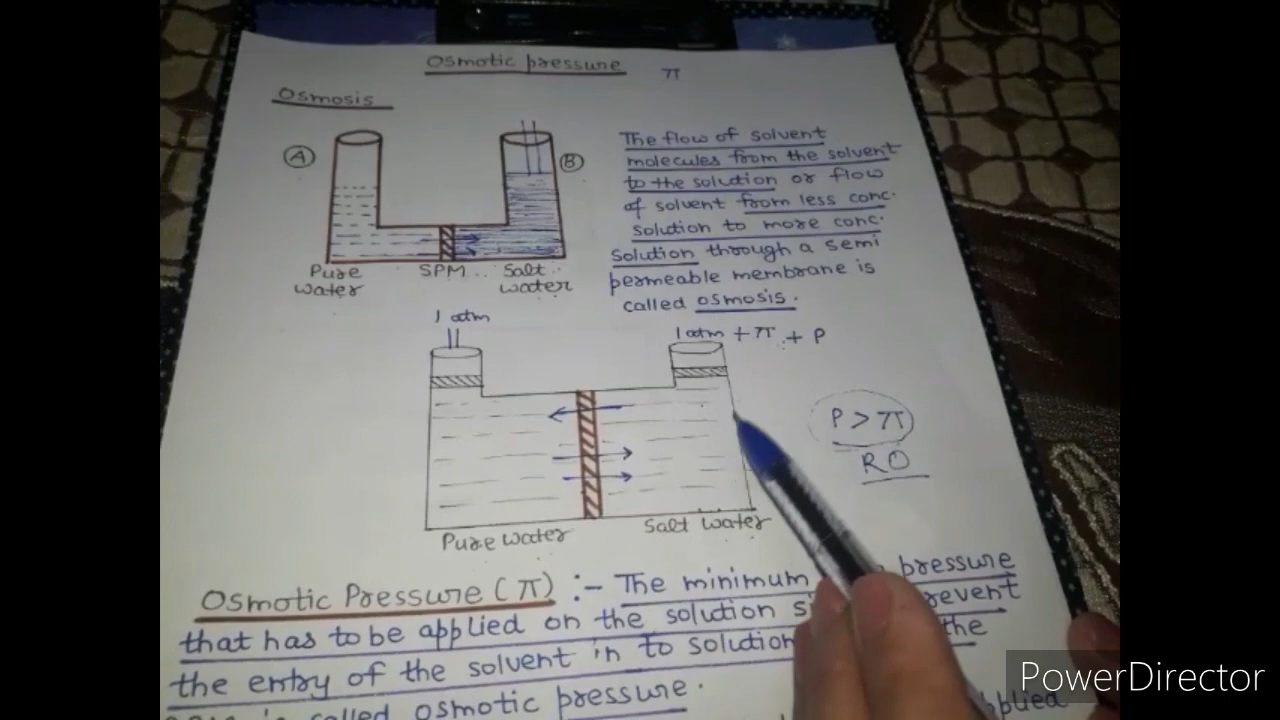 Osmotic pressure π
Osmosis
A
B
Pure
water
SPM
Salt
water
The flow of solvent
molecules from the solvent
to the solution or flow
of solvent from less conc.
solution to more conc.
solution through a semi
permeable membrane is
called osmosis.
1 atm
1 atm + π + P
P > π
RO
Pure water
Salt water
Osmotic Pressure (π) :- The minimum pressure
that has to be applied on the solution
the entry of the solvent in to solution the
called osmotic pressure.
applied
PowerDirector